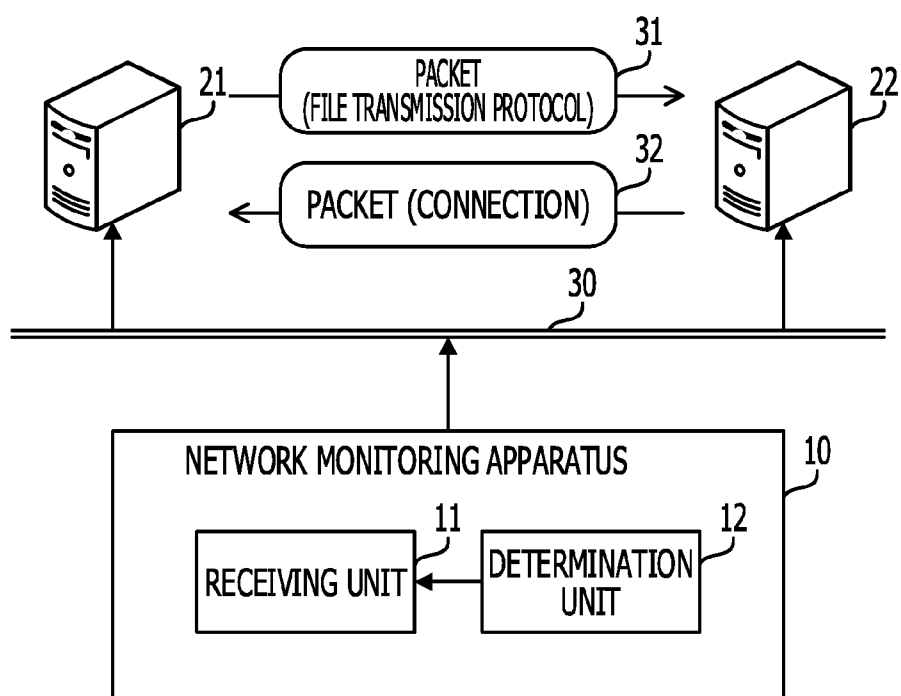 31
PACKET
(FILE TRANSMISSION PROTOCOL)
21
22
32
PACKET (CONNECTION)
30
NETWORK MONITORING APPARATUS
10
11
12
RECEIVING UNIT
DETERMINATION
UNIT